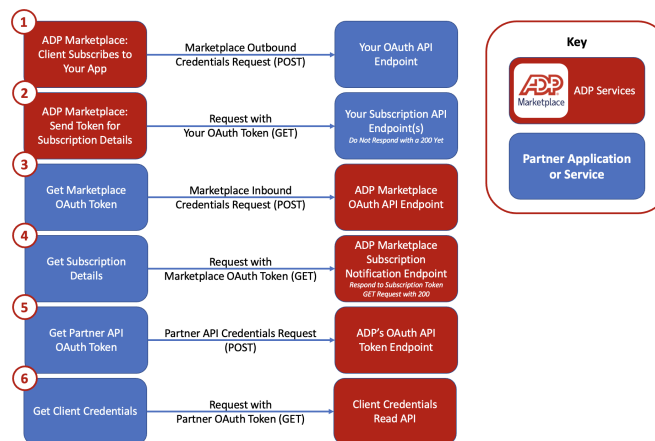 1
ADP Marketplace:
Client Subscribes to
Your App
Marketplace Outbound
Credentials Request (POST)
Your OAuth API
Endpoint
2
ADP Marketplace:
Send Token for
Subscription Details
Request with
Your OAuth Token (GET)
Your Subscription API
Endpoint(s)
Do Not Respond with a 200 Yet
3
Get Marketplace
OAuth Token
Marketplace Inbound
Credentials Request (POST)
ADP Marketplace
OAuth API Endpoint
4
Get Subscription
Details
Request with
Marketplace OAuth Token (GET)
ADP Marketplace
Subscription
Notification Endpoint
Respond to Subscription Token
GET Request with 200
5
Get Partner API
OAuth Token
Partner API Credentials Request
(POST)
ADP's OAuth API
Token Endpoint
6
Get Client Credentials
Request with
Partner OAuth Token (GET)
Client Credentials
Read API
Key
ADP
Marketplace
ADP Services
Partner Application
or Service